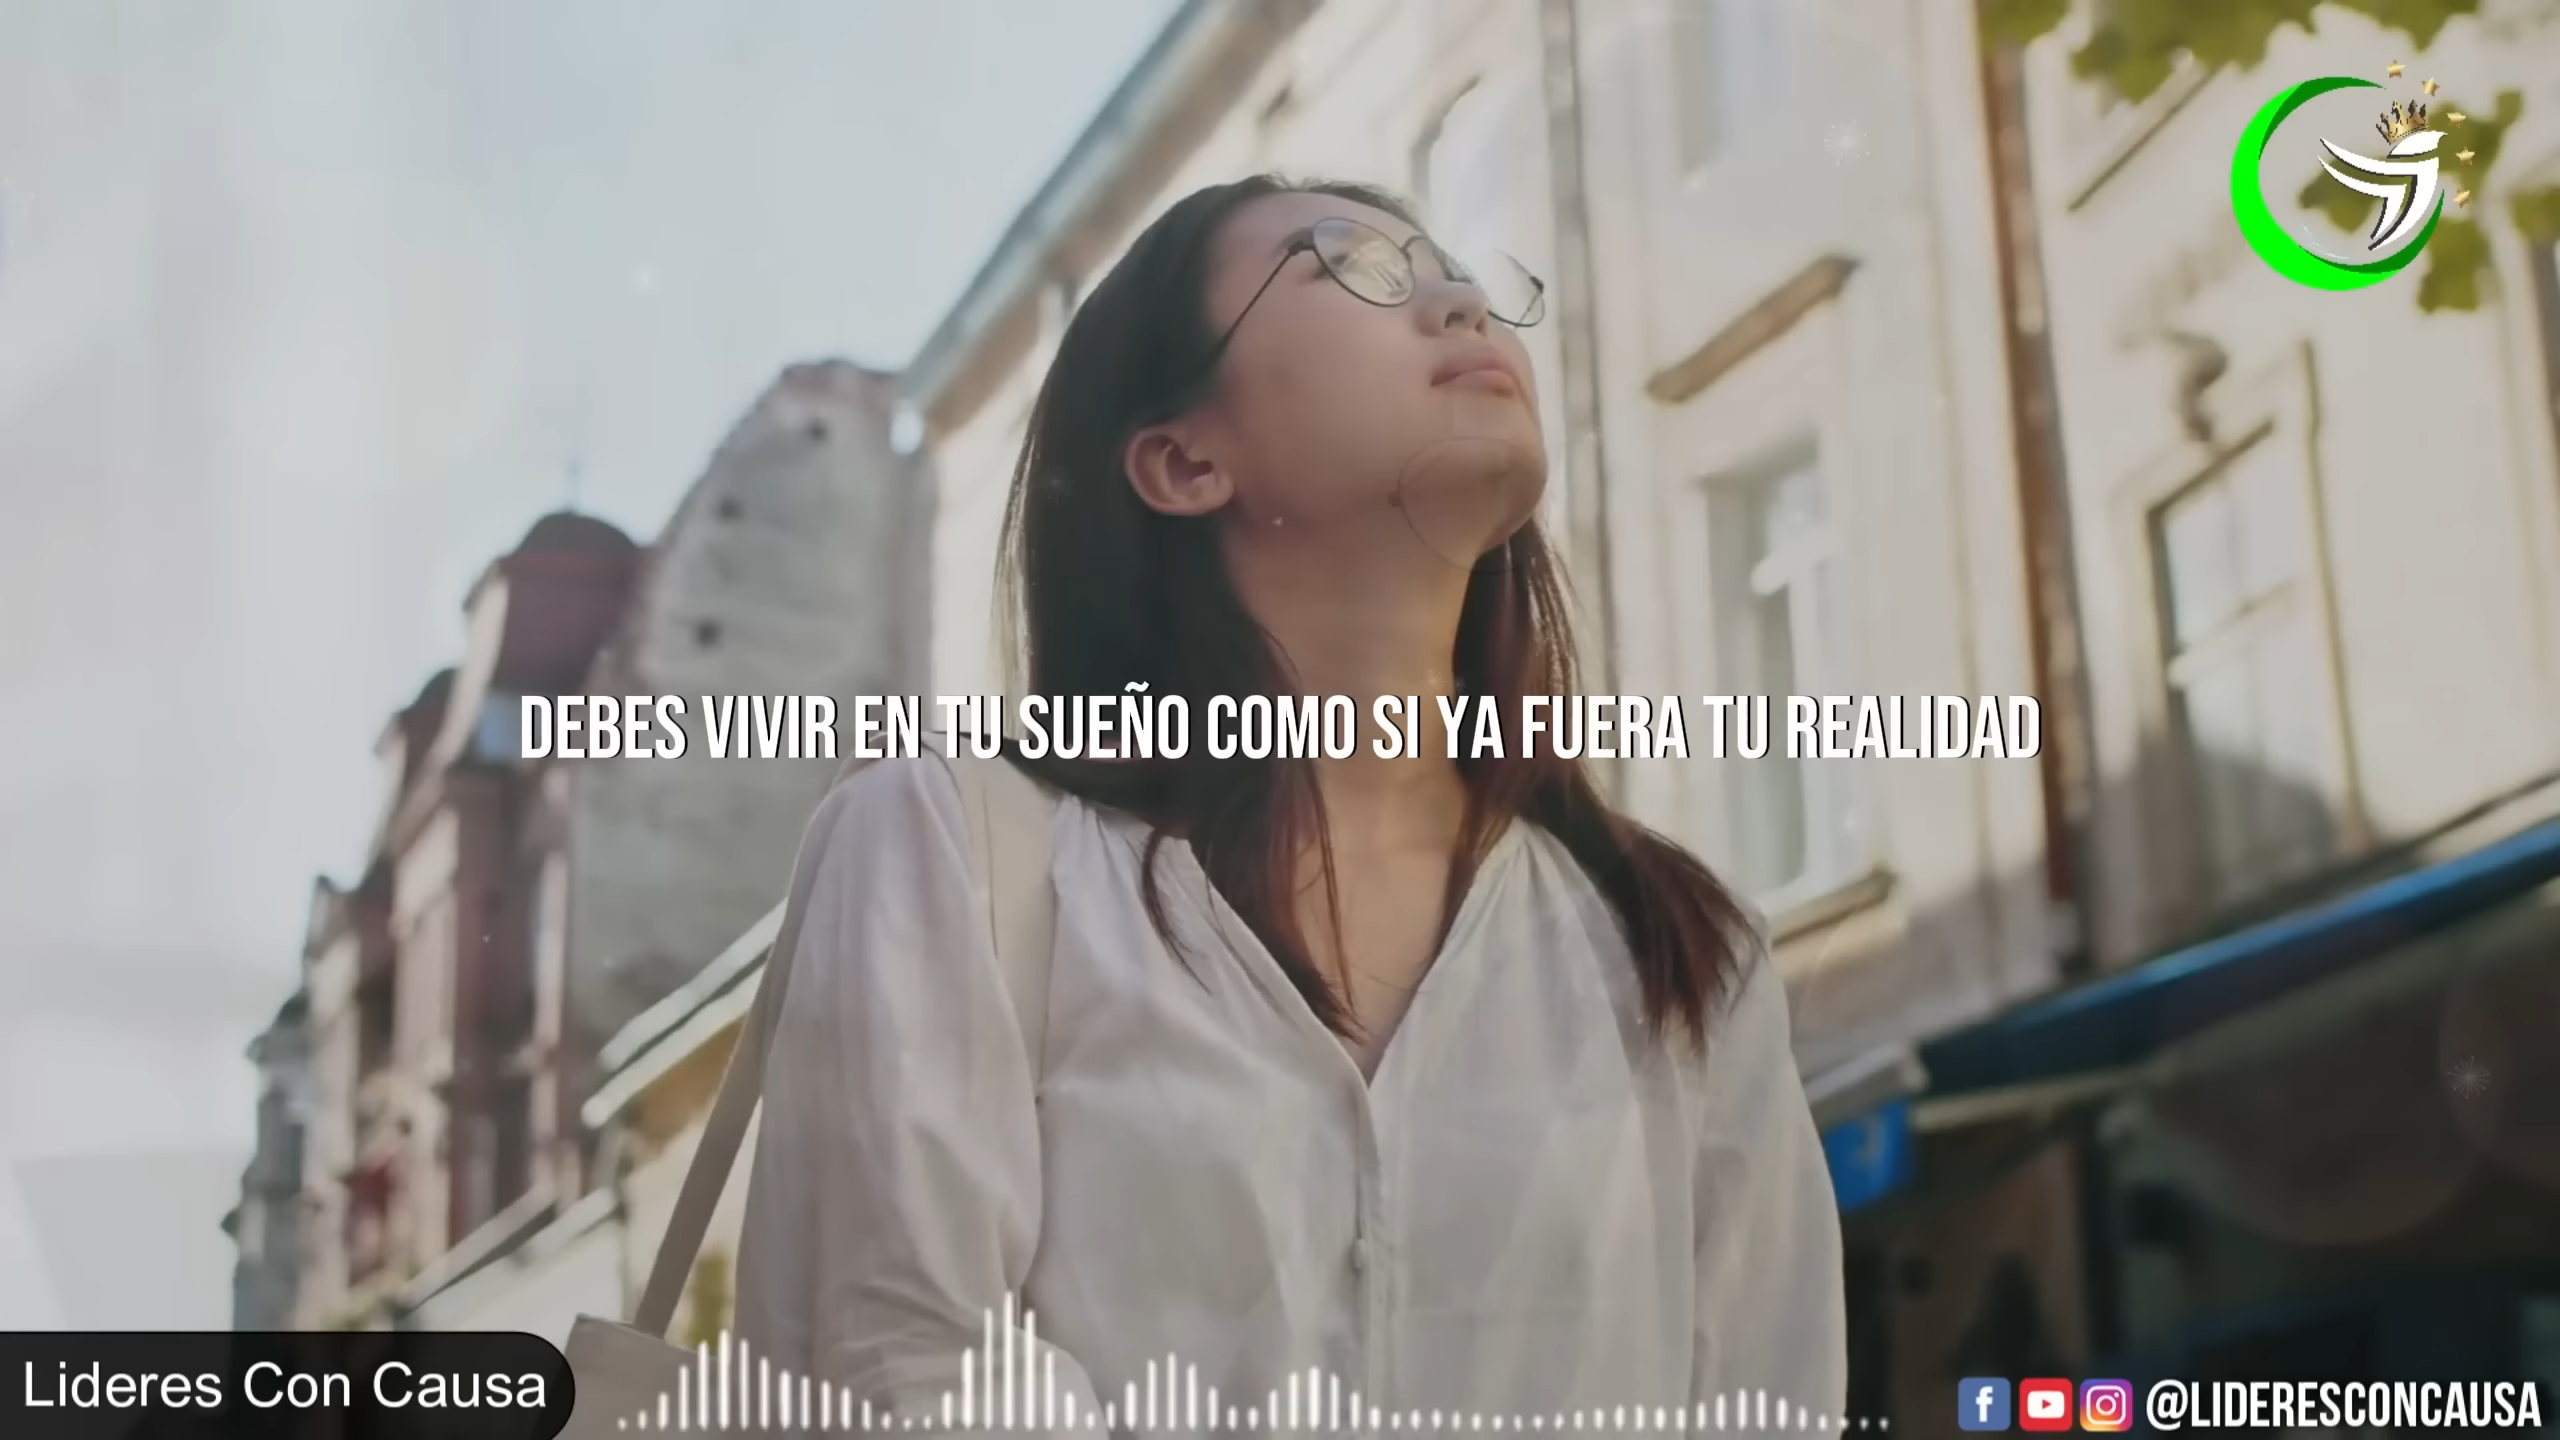 DEBES VIVIR EN TU SUEÑO COMO SI YA FUERA TU REALIDAD
Lideres Con Causa
@LIDERESCONCAUSA